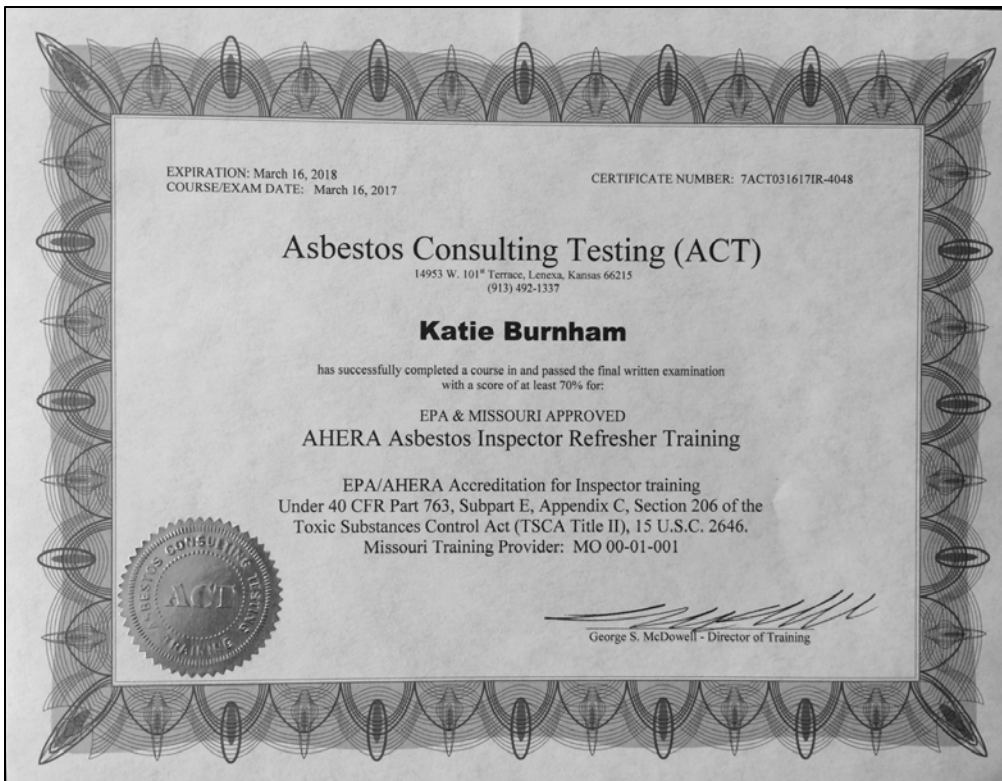 EXPIRATION: March 16, 2018
COURSE/EXAM DATE: March 16, 2017
CERTIFICATE NUMBER: 7ACT031617IR-4048
Asbestos Consulting Testing (ACT)
14953 W. 101st Terrace, Lenexa, Kansas 66215
(913) 492-1337
Katie Burnham
has successfully completed a course in and passed the final written examination
with a score of at least 70% for:
EPA & MISSOURI APPROVED
AHERA Asbestos Inspector Refresher Training
EPA/AHERA Accreditation for Inspector training
Under 40 CFR Part 763, Subpart E, Appendix C, Section 206 of the
Toxic Substances Control Act (TSCA Title II), 15 U.S.C. 2646.
Missouri Training Provider: MO 00-01-001
ASBESTOS CONSULTING TESTING
ACT
TRAINING
George S. McDowell - Director of Training